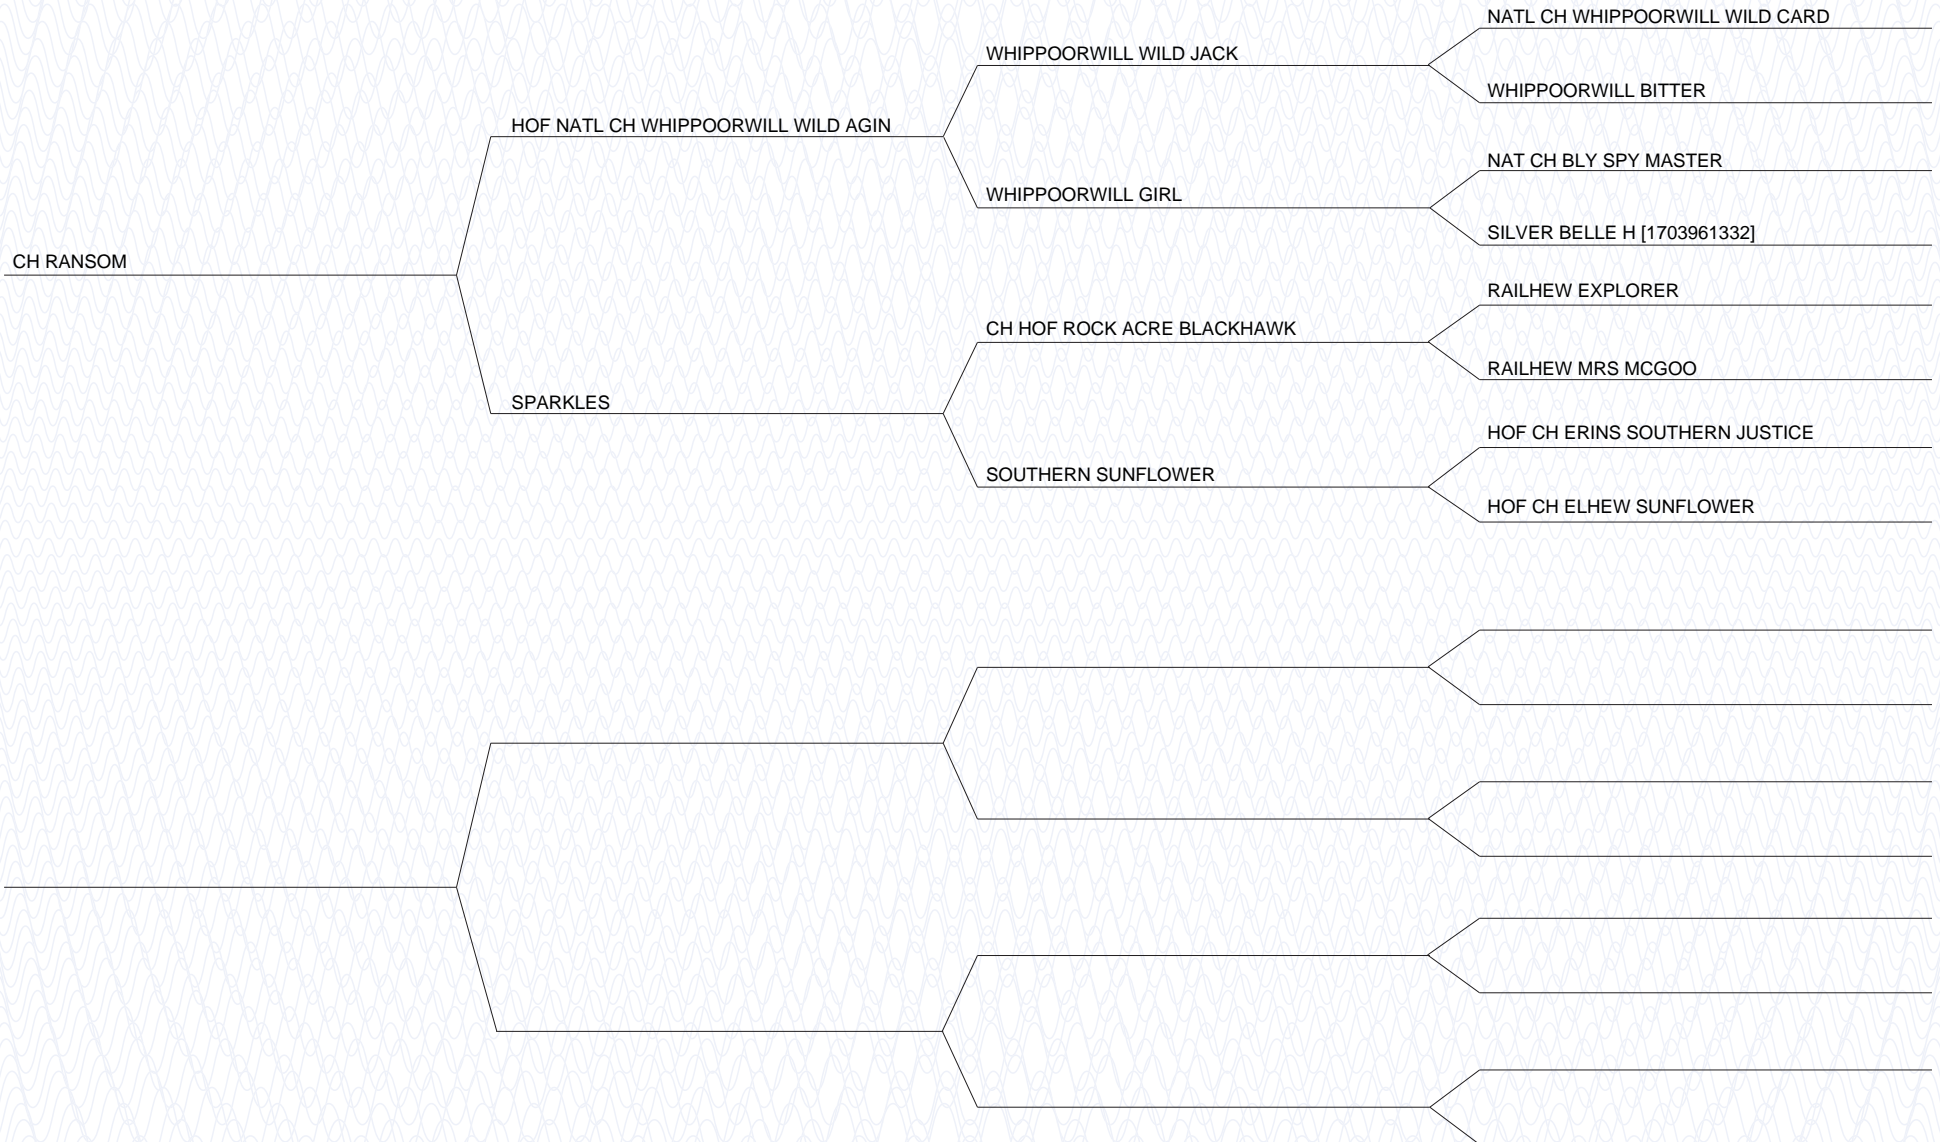 NATL CH WHIPPOORWILL WILD CARD
WHIPPOORWILL WILD JACK
WHIPPOORWILL BITTER
HOF NATL CH WHIPPOORWILL WILD AGIN
NAT CH BLY SPY MASTER
WHIPPOORWILL GIRL
SILVER BELLE H [1703961332]
CH RANSOM
RAILHEW EXPLORER
CH HOF ROCK ACRE BLACKHAWK
RAILHEW MRS MCGOO
SPARKLES
HOF CH ERINS SOUTHERN JUSTICE
SOUTHERN SUNFLOWER
HOF CH ELHEW SUNFLOWER